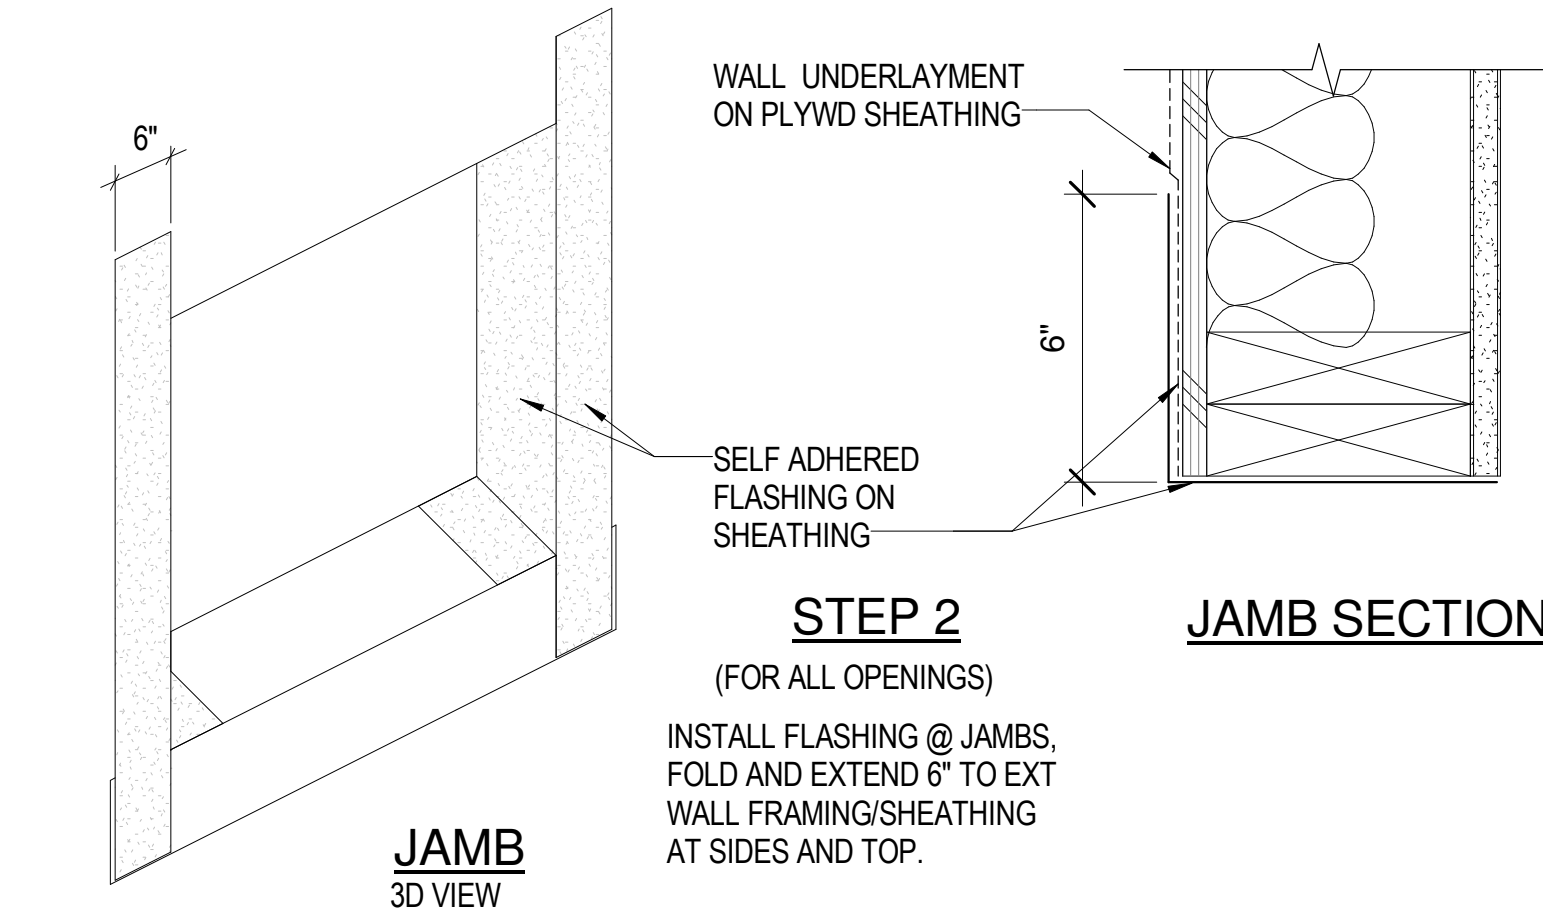 6"
WALL UNDERLAYMENT
ON PLYWD SHEATHING
6"
SELF ADHERED
FLASHING ON
SHEATHING
STEP 2
(FOR ALL OPENINGS)
INSTALL FLASHING @ JAMBS,
FOLD AND EXTEND 6" TO EXT
WALL FRAMING/SHEATHING
AT SIDES AND TOP.
JAMB SECTION
JAMB
3D VIEW